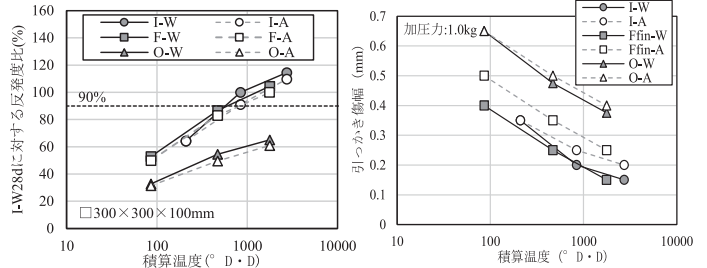 I-W28dに対する反発度比(%)
160
140
120
100
80
60
40
20
0
I-W
I-A
F-W
F-A
O-W
O-A
90%
□300×300×100mm
10
100
1000
10000
積算温度(°D・D)
引っかき傷幅 (mm)
0.7
0.6
0.5
0.4
0.3
0.2
0.1
0
加圧力:1.0kg
I-W
I-A
Ffin-W
Ffin-A
O-W
O-A
10
100
1000
10000
積算温度(°D・D)